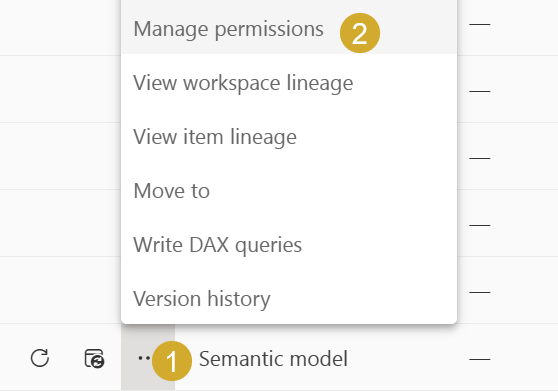 Manage permissions 2
View workspace lineage
View item lineage
Move to
Write DAX queries
Version history
1 Semantic model